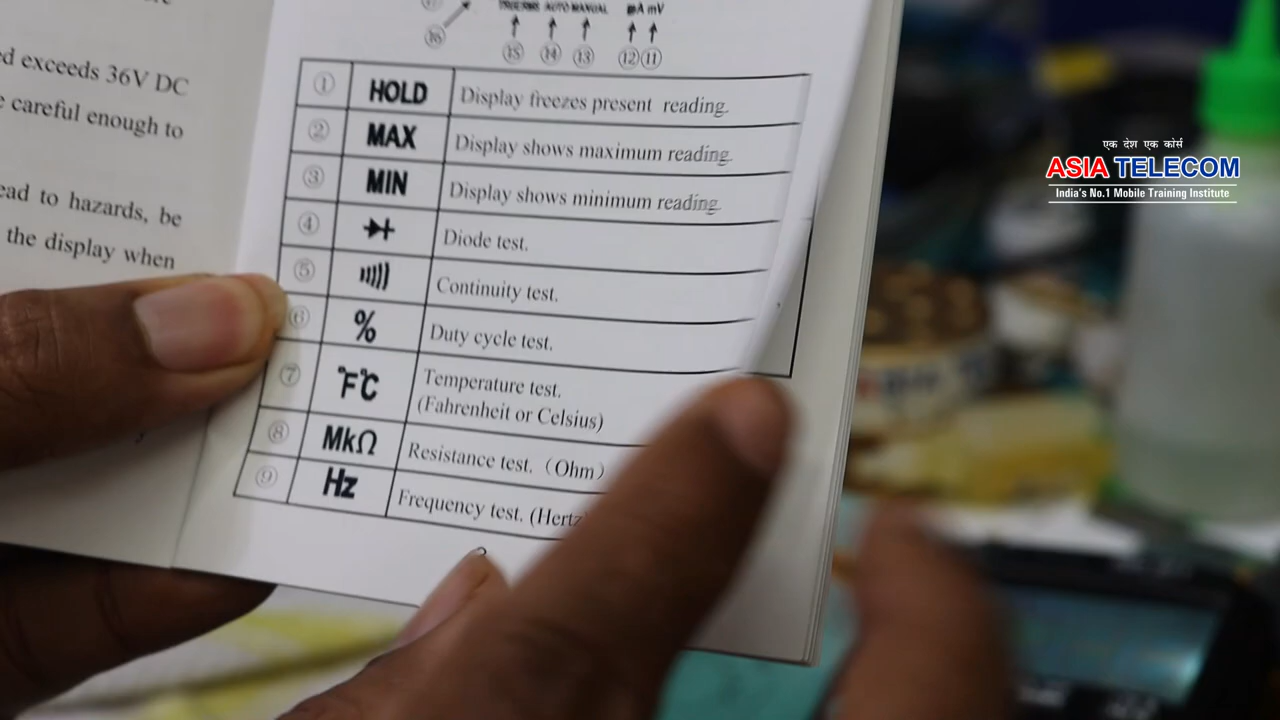 ed exceeds 36V DC
careful enough to
ead to hazards, be
the display when
AUTO MANUAL
mV
⑯
⑮ ⑭ ⑬ ⑫ ⑪
① HOLD Display freezes present reading.
② MAX Display shows maximum reading.
③ MIN Display shows minimum reading.
④ Diode test.
⑤ Continuity test.
⑥ % Duty cycle test.
⑦ °F℃ Temperature test.
(Fahrenheit or Celsius)
⑧ MkΩ Resistance test.（Ohm）
⑨ Hz Frequency test. (Hertz
एक देश एक कोर्स
ASIA TELECOM
India's No.1 Mobile Training Institute